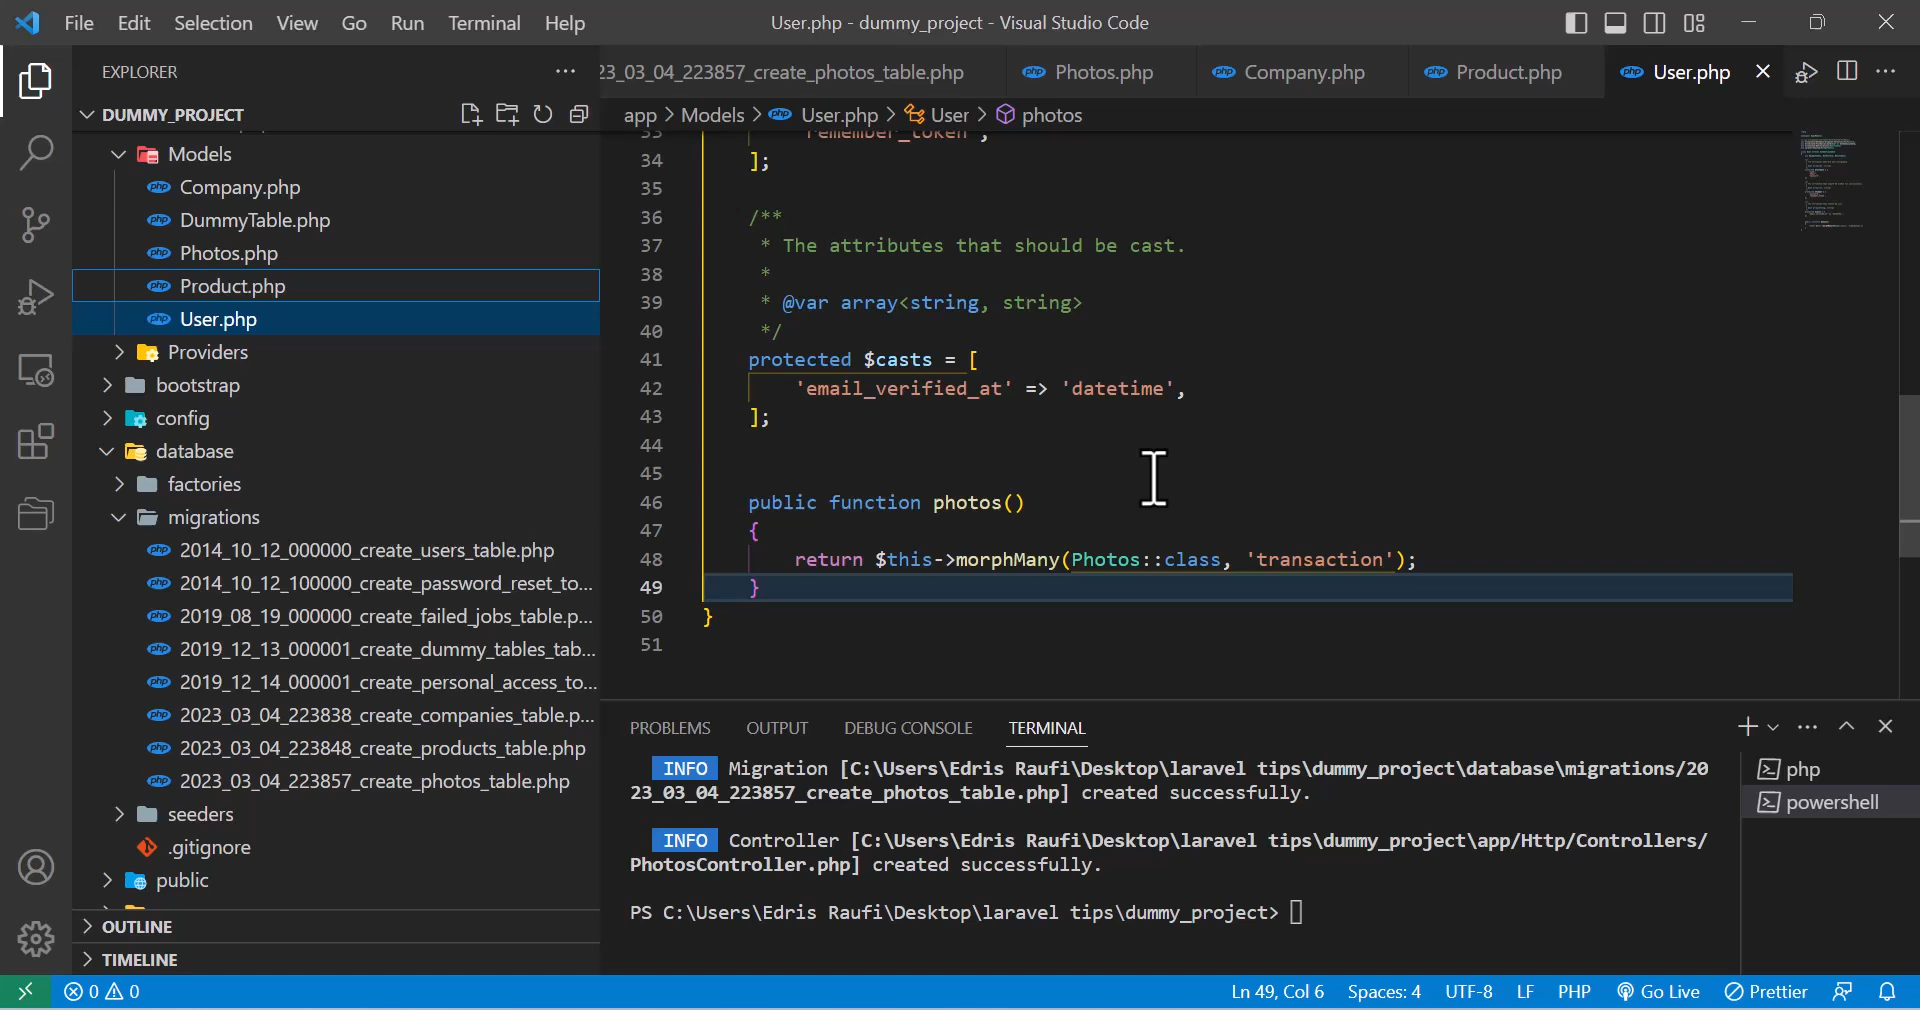 File Edit Selection View Go Run Terminal Help
User.php - dummy_project - Visual Studio Code
EXPLORER
DUMMY_PROJECT
Models
Company.php
DummyTable.php
Photos.php
Product.php
User.php
Providers
bootstrap
config
database
factories
migrations
2014_10_12_000000_create_users_table.php
2014_10_12_100000_create_password_reset_to...
2019_08_19_000000_create_failed_jobs_table.p...
2019_12_13_000001_create_dummy_tables_tab...
2019_12_14_000001_create_personal_access_to...
2023_03_04_223838_create_companies_table.p...
2023_03_04_223848_create_products_table.php
2023_03_04_223857_create_photos_table.php
seeders
.gitignore
public
OUTLINE
TIMELINE
23_03_04_223857_create_photos_table.php Photos.php Company.php Product.php User.php
app > Models > User.php > User > photos
33 'remember_token',
34 ];
35
36 /**
37 * The attributes that should be cast.
38 *
39 * @var array<string, string>
40 */
41 protected $casts = [
42 'email_verified_at' => 'datetime',
43 ];
44
45
46 public function photos()
47 {
48 return $this->morphMany(Photos::class, 'transaction');
49 }
50 }
51
PROBLEMS OUTPUT DEBUG CONSOLE TERMINAL
INFO Migration [C:\Users\Edris Raufi\Desktop\laravel tips\dummy_project\database\migrations/20
23_03_04_223857_create_photos_table.php] created successfully.
INFO Controller [C:\Users\Edris Raufi\Desktop\laravel tips\dummy_project\app/Http/Controllers/
PhotosController.php] created successfully.
PS C:\Users\Edris Raufi\Desktop\laravel tips\dummy_project>
php
powershell
0 0
Ln 49, Col 6 Spaces: 4 UTF-8 LF PHP Go Live Prettier